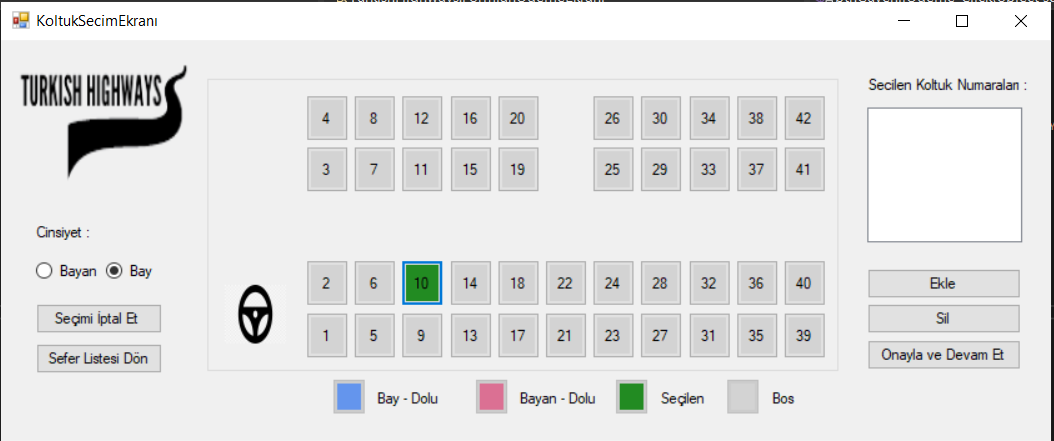 KoltukSecimEkranı
TURKISH HIGHWAYS
Cinsiyet :
Bayan Bay
Seçimi İptal Et
Sefer Listesi Dön
4 8 12 16 20 26 30 34 38 42
3 7 11 15 19 25 29 33 37 41
2 6 10 14 18 22 24 28 32 36 40
1 5 9 13 17 21 23 27 31 35 39
Bay - Dolu Bayan - Dolu Seçilen Bos
Secilen Koltuk Numaraları :
Ekle
Sil
Onayla ve Devam Et